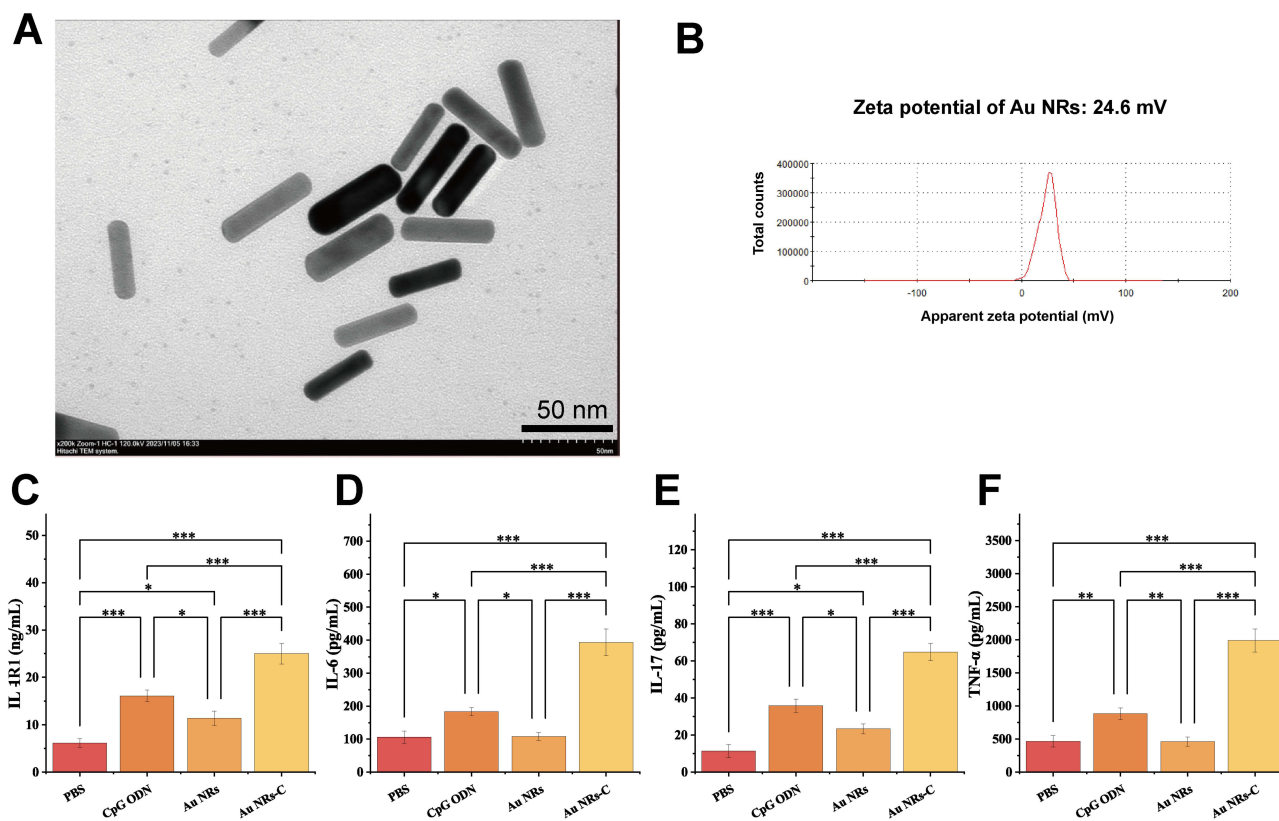 A
50 nm
x200k Zoom-1 HC-1 120.0kV 2023/11/05 16:33
Hitachi TEM system.
50nm
B
Zeta potential of Au NRs: 24.6 mV
Total counts
400000
300000
200000
100000
0
-100
0
100
200
Apparent zeta potential (mV)
C
IL-1R1 (ng/mL)
50
40
30
20
10
0
***
***
*
***
*
***
PBS
CpG ODN
Au NRs
Au NRs-C
D
IL-6 (pg/mL)
700
600
500
400
300
200
100
0
***
***
*
*
***
PBS
CpG ODN
Au NRs
Au NRs-C
E
IL-17 (pg/mL)
120
100
80
60
40
20
0
***
***
*
***
*
***
PBS
CpG ODN
Au NRs
Au NRs-C
F
TNF-α (pg/mL)
3500
3000
2500
2000
1500
1000
500
0
***
***
**
**
***
PBS
CpG ODN
Au NRs
Au NRs-C